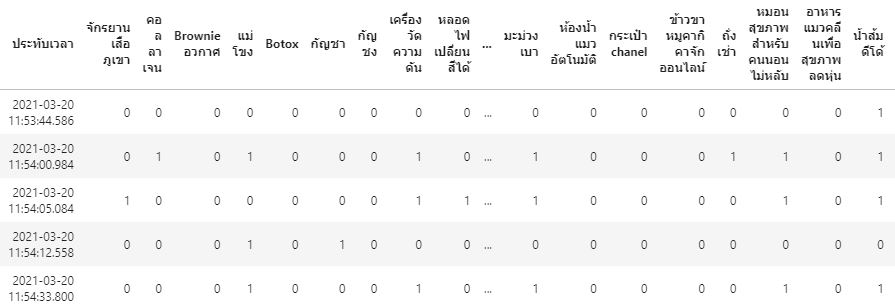 ประทับเวลา
จักรยาน
เสือ
ภูเขา
คอ
ล
ลา
เจน
Brownie
อวกาศ
แม่
โขง
Botox
กัญชา
กัญ
ชง
เครื่อง
วัด
ความ
ดัน
หลอด
ไฟ
เปลี่ยน
สีได้
...
มะม่วง
เบา
ห้องน้ำ
แมว
อัตโนมัติ
กระเป๋า
chanel
ข้าวขา
หมูคากิ
คาจัก
ออนไลน์
ถั่ง
เช่า
หมอน
สุขภาพ
สำหรับ
คนนอน
ไม่หลับ
อาหาร
แมวคลี
นเพื่อ
สุขภาพ
ลดหุ่น
น้ำส้ม
ดีโด้
2021-03-20
11:53:44.586 0 0 0 0 0 0 0 0 0 ... 0 0 0 0 0 0 0 1
2021-03-20
11:54:00.984 0 1 0 1 0 0 0 1 0 ... 1 0 0 0 1 1 0 1
2021-03-20
11:54:05.084 1 0 0 0 0 0 0 1 1 ... 1 0 0 0 0 1 0 1
2021-03-20
11:54:12.558 0 0 0 1 0 1 0 0 0 ... 0 0 0 0 0 0 0 0
2021-03-20
11:54:33.800 0 0 0 1 0 0 0 1 0 ... 1 0 0 0 0 1 0 1